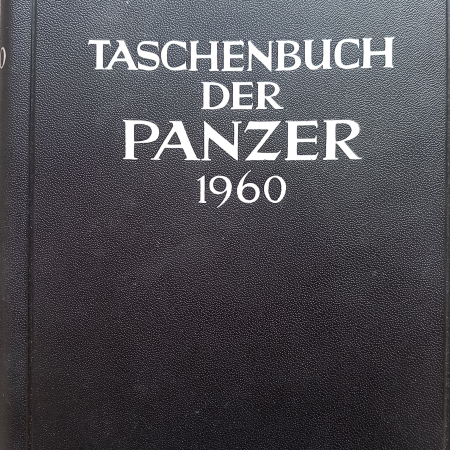 TASCHENBUCH
DER
PANZER
1960